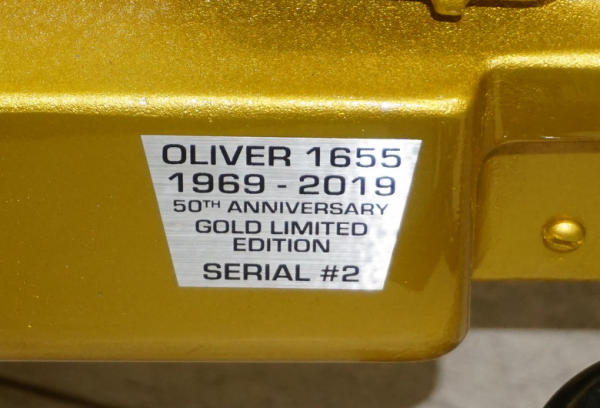 OLIVER 1655
1969 - 2019
50TH ANNIVERSARY
GOLD LIMITED
EDITION
SERIAL #2